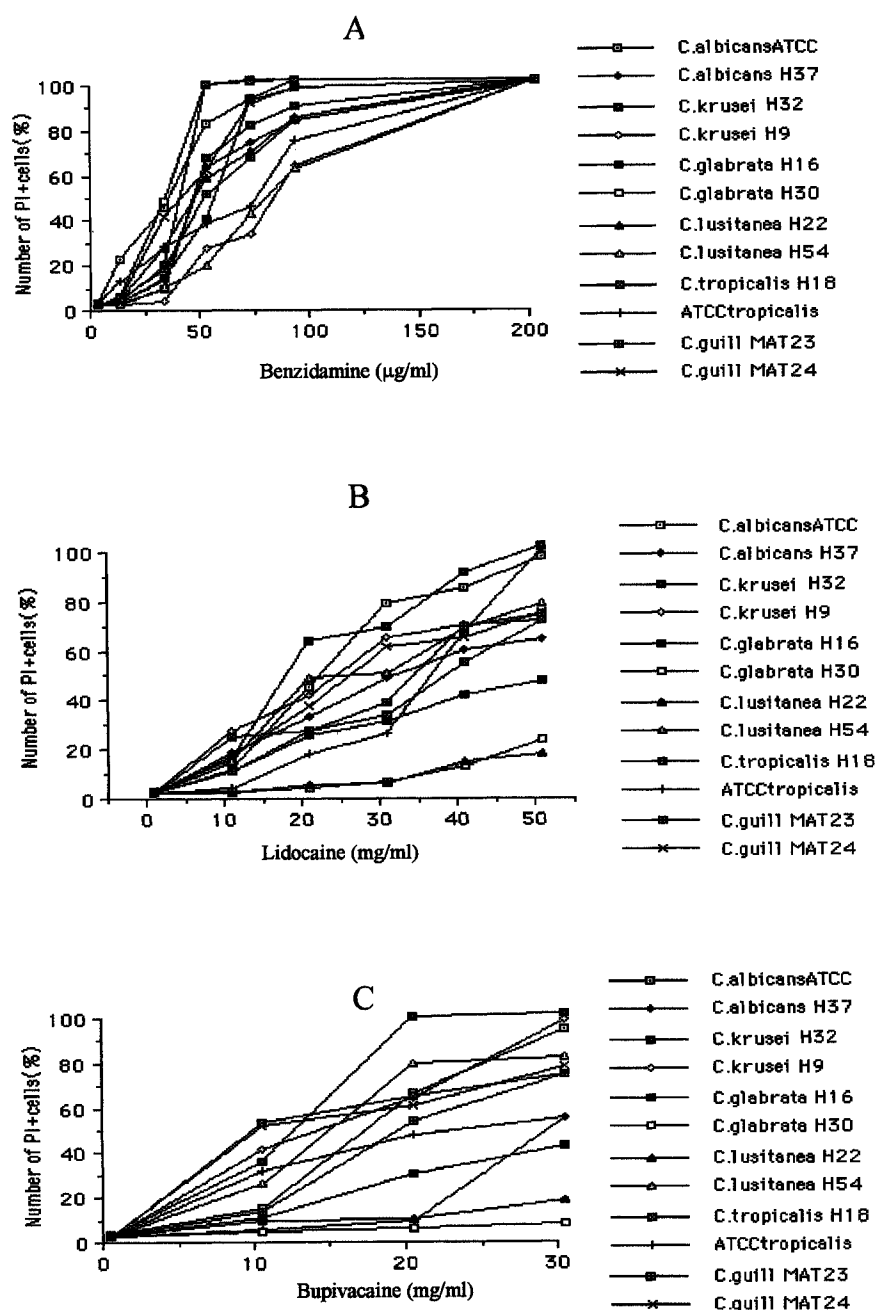 A
Number of PI+cells(%)
100
80
60
40
20
0
0 50 100 150 200
Benzidamine (µg/ml)
C.albicansATCC
C.albicans H37
C.krusei H32
C.krusei H9
C.glabrata H16
C.glabrata H30
C.lusitanea H22
C.lusitanea H54
C.tropicalis H18
ATCCtropicalis
C.guill MAT23
C.guill MAT24
B
Number of PI+cells(%)
100
80
60
40
20
0
0 10 20 30 40 50
Lidocaine (mg/ml)
C.albicansATCC
C.albicans H37
C.krusei H32
C.krusei H9
C.glabrata H16
C.glabrata H30
C.lusitanea H22
C.lusitanea H54
C.tropicalis H18
ATCCtropicalis
C.guill MAT23
C.guill MAT24
C
Number of PI+cells(%)
100
80
60
40
20
0
0 10 20 30
Bupivacaine (mg/ml)
C.albicansATCC
C.albicans H37
C.krusei H32
C.krusei H9
C.glabrata H16
C.glabrata H30
C.lusitanea H22
C.lusitanea H54
C.tropicalis H18
ATCCtropicalis
C.guill MAT23
C.guill MAT24